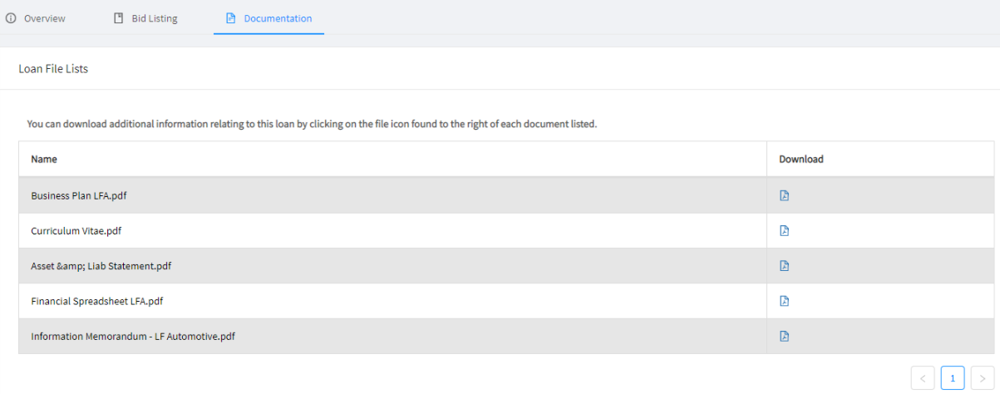 Overview Bid Listing Documentation
Loan File Lists
You can download additional information relating to this loan by clicking on the file icon found to the right of each document listed.
Name Download
Business Plan LFA.pdf
Curriculum Vitae.pdf
Asset &amp; Liab Statement.pdf
Financial Spreadsheet LFA.pdf
Information Memorandum - LF Automotive.pdf
< 1 >